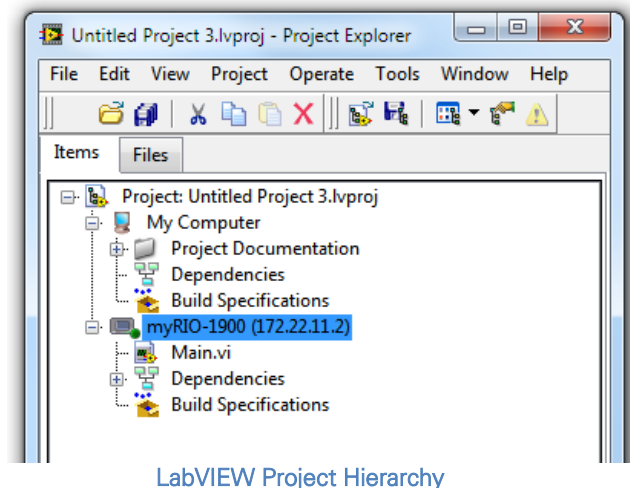 Untitled Project 3.lvproj - Project Explorer
File Edit View Project Operate Tools Window Help
Items Files
Project: Untitled Project 3.lvproj
My Computer
Project Documentation
Dependencies
Build Specifications
myRIO-1900 (172.22.11.2)
Main.vi
Dependencies
Build Specifications
LabVIEW Project Hierarchy